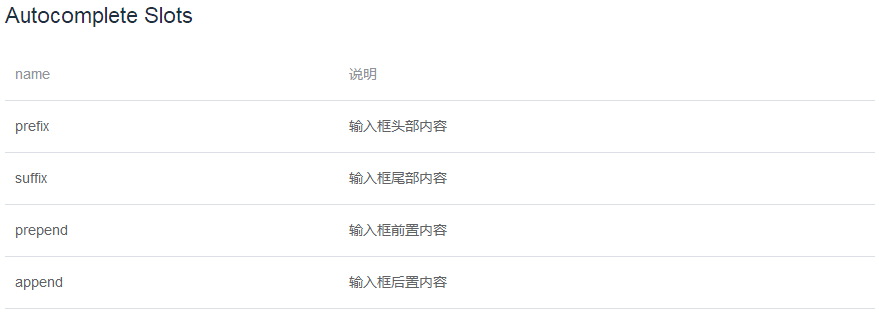 Autocomplete Slots
name 说明
prefix 输入框头部内容
suffix 输入框尾部内容
prepend 输入框前置内容
append 输入框后置内容